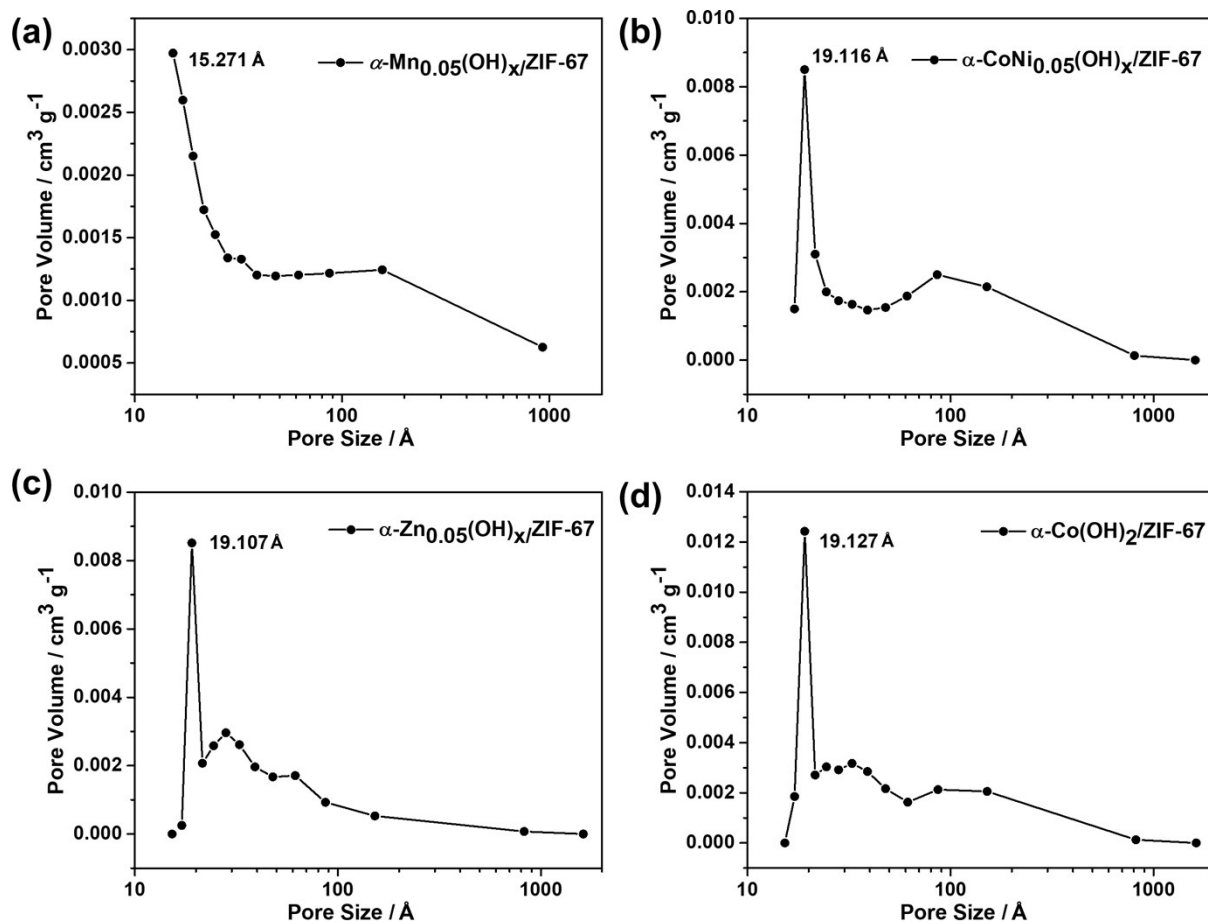 (a)
15.271 Å
α-Mn0.05(OH)x/ZIF-67
0.0030
0.0025
0.0020
0.0015
0.0010
0.0005
Pore Volume / cm3 g-1
10
100
1000
Pore Size / Å
(b)
19.116 Å
α-CoNi0.05(OH)x/ZIF-67
0.010
0.008
0.006
0.004
0.002
0.000
Pore Volume / cm3 g-1
10
100
1000
Pore Size / Å
(c)
19.107 Å
α-Zn0.05(OH)x/ZIF-67
0.010
0.008
0.006
0.004
0.002
0.000
Pore Volume / cm3 g-1
10
100
1000
Pore Size / Å
(d)
19.127 Å
α-Co(OH)2/ZIF-67
0.014
0.012
0.010
0.008
0.006
0.004
0.002
0.000
Pore Volume / cm3 g-1
10
100
1000
Pore Size / Å